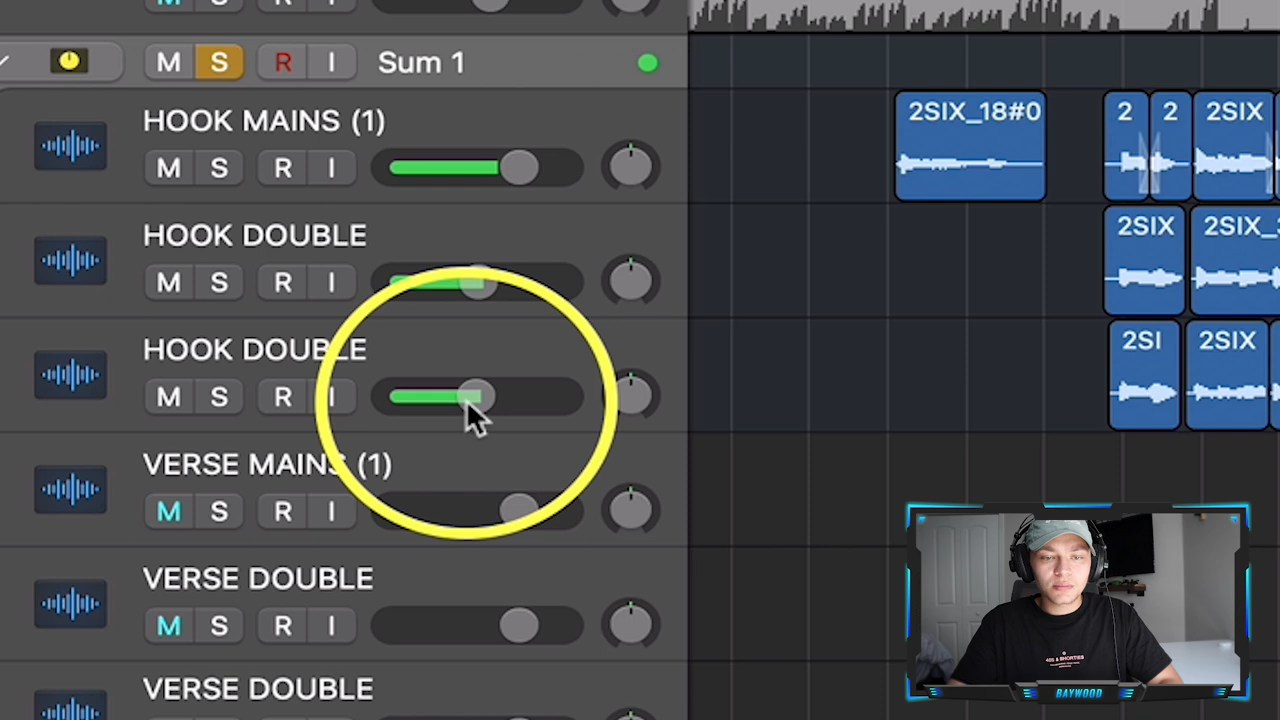 M S R I
M S R I Sum 1
HOOK MAINS (1)
M S R I
HOOK DOUBLE
M S R I
HOOK DOUBLE
M S R I
VERSE MAINS (1)
M S R I
VERSE DOUBLE
M S R I
VERSE DOUBLE
2SIX_18#0
2
2
2SIX
2SIX
2SIX_
2SI
2SIX
BAYWOOD